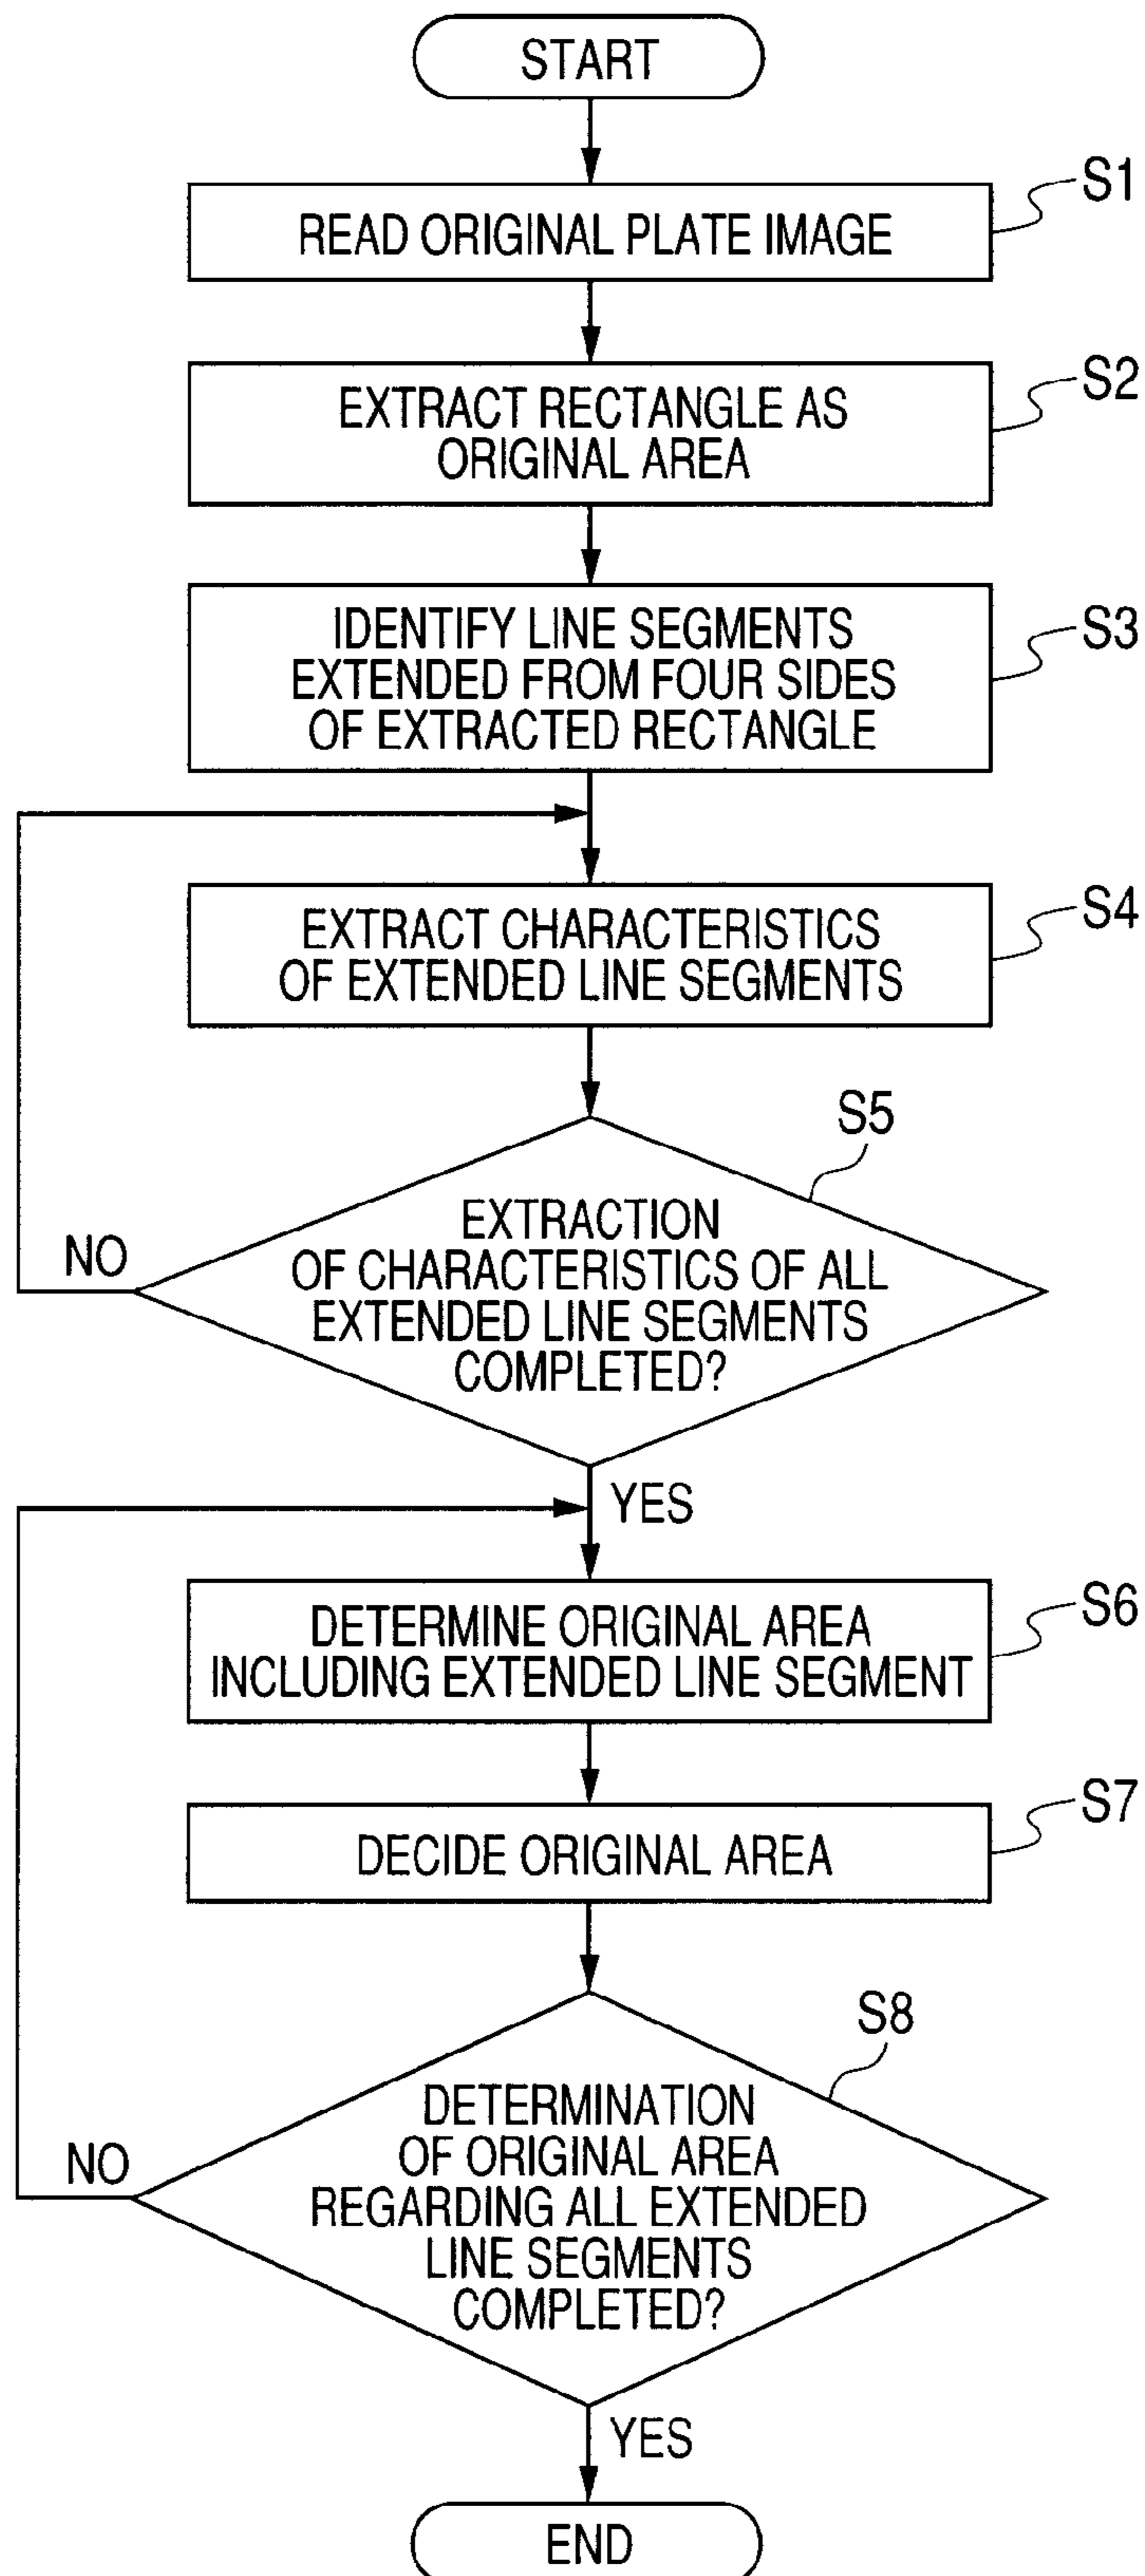 START
S1
READ ORIGINAL PLATE IMAGE
S2
EXTRACT RECTANGLE AS
ORIGINAL AREA
S3
IDENTIFY LINE SEGMENTS
EXTENDED FROM FOUR SIDES
OF EXTRACTED RECTANGLE
S4
EXTRACT CHARACTERISTICS
OF EXTENDED LINE SEGMENTS
S5
EXTRACTION
OF CHARACTERISTICS OF ALL
EXTENDED LINE SEGMENTS
COMPLETED?
NO
YES
S6
DETERMINE ORIGINAL AREA
INCLUDING EXTENDED LINE SEGMENT
S7
DECIDE ORIGINAL AREA
S8
DETERMINATION
OF ORIGINAL AREA
REGARDING ALL EXTENDED
LINE SEGMENTS
COMPLETED?
NO
YES
END